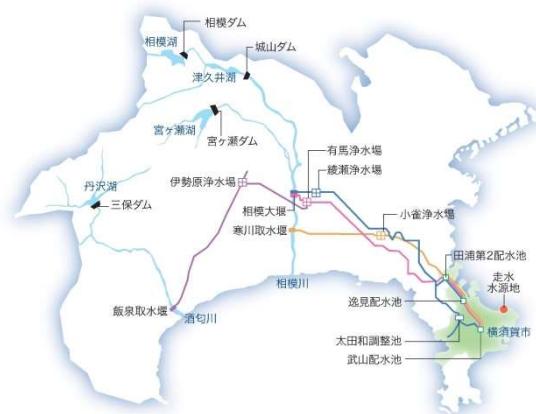 相模ダム
相模湖
城山ダム
津久井湖
宮ヶ瀬湖
宮ヶ瀬ダム
有馬浄水場
綾瀬浄水場
丹沢湖
伊勢原浄水場
三保ダム
相模大堰
小雀浄水場
寒川取水堰
田浦第2配水池
走水
水源地
相模川
逸見配水池
飯泉取水堰
酒匂川
横須賀市
太田和調整池
武山配水池